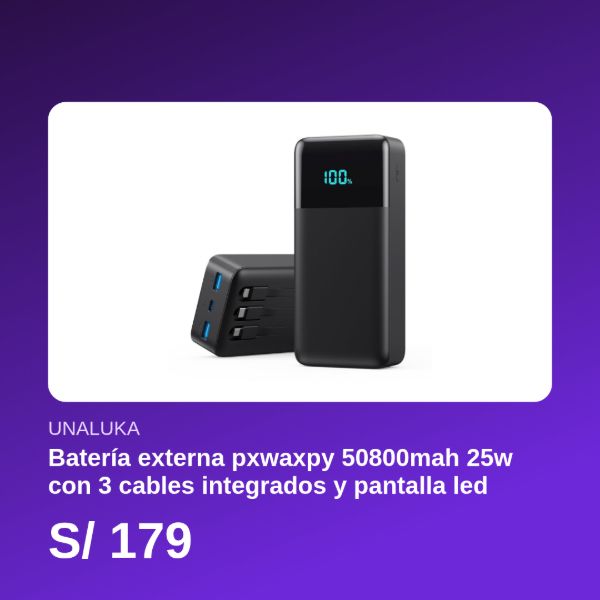 100%
UNALUKA
Batería externa pxwaxpy 50800mah 25w
con 3 cables integrados y pantalla led
S/ 179